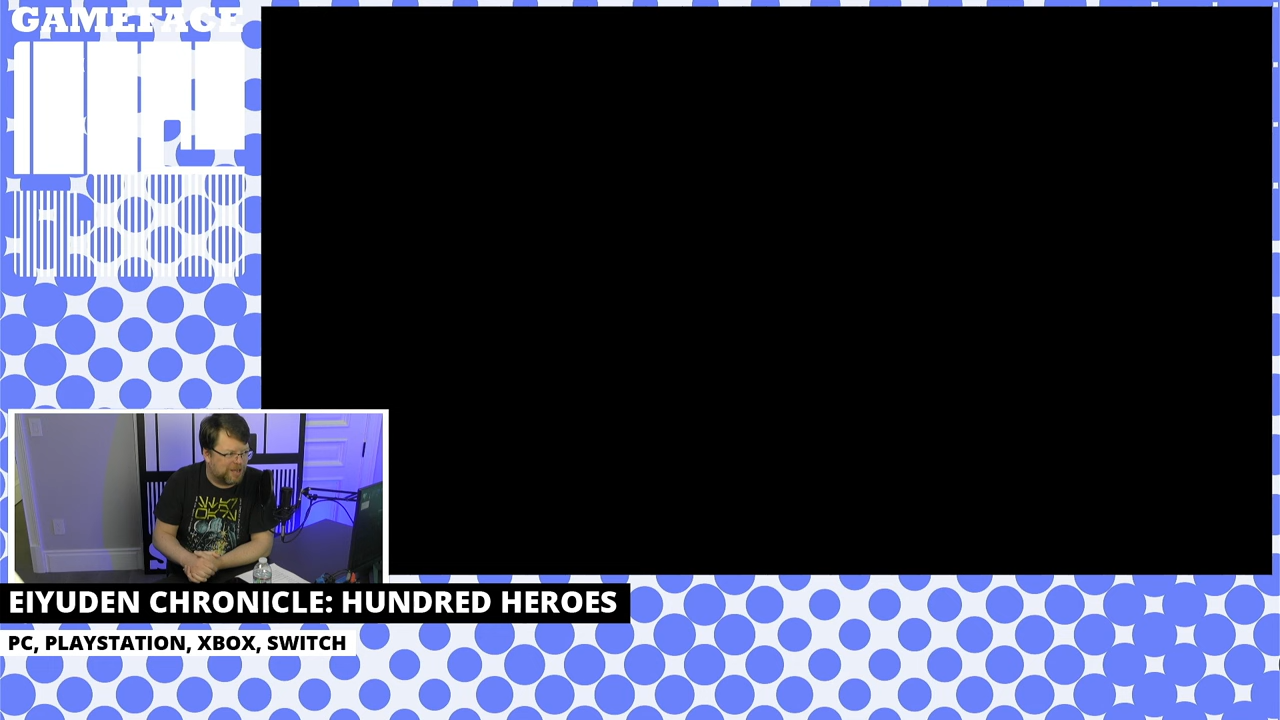 GAMEFACE
EIYUDEN CHRONICLE: HUNDRED HEROES
PC, PLAYSTATION, XBOX, SWITCH